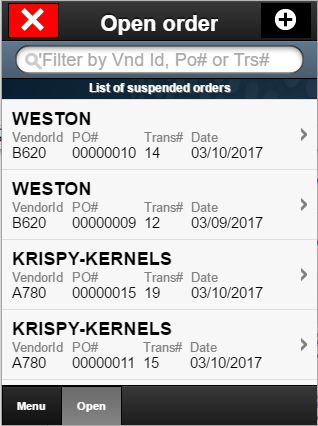 Open order
Filter by Vnd Id, Po# or Trs#
List of suspended orders
WESTON
VendorId PO# Trans# Date
B620 00000010 14 03/10/2017
WESTON
VendorId PO# Trans# Date
B620 00000009 12 03/09/2017
KRISPY-KERNELS
VendorId PO# Trans# Date
A780 00000015 19 03/10/2017
KRISPY-KERNELS
VendorId PO# Trans# Date
A780 00000011 15 03/10/2017
Menu Open